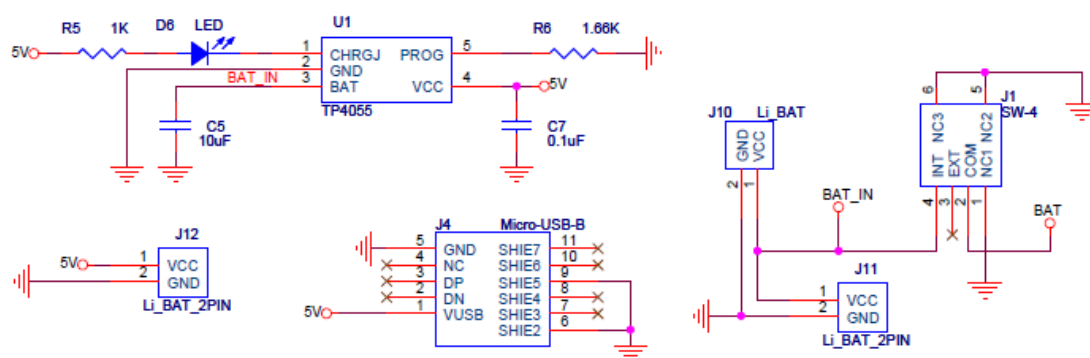 R5 1K D6 LED
U1
R6 1.66K
5V
1 CHRGJ
2 GND
3 BAT
PROG 5
VCC 4
BAT_IN
TP4055
5V
C5
10uF
C7
0.1uF
J12
5V
1 VCC
2 GND
Li_BAT_2PIN
J4 Micro-USB-B
5 GND
4 NC
3 DP
2 DN
1 VUSB
SHIE7 11
SHIE6 10
SHIE5 9
SHIE4 8
SHIE3 7
SHIE2 6
5V
J10 Li_BAT
GND
VCC
2
1
BAT_IN
6
5
J1
SW-4
NC3
NC2
INT
EXT
COM
NC1
4
3
2
1
BAT
J11
1 VCC
2 GND
Li_BAT_2PIN